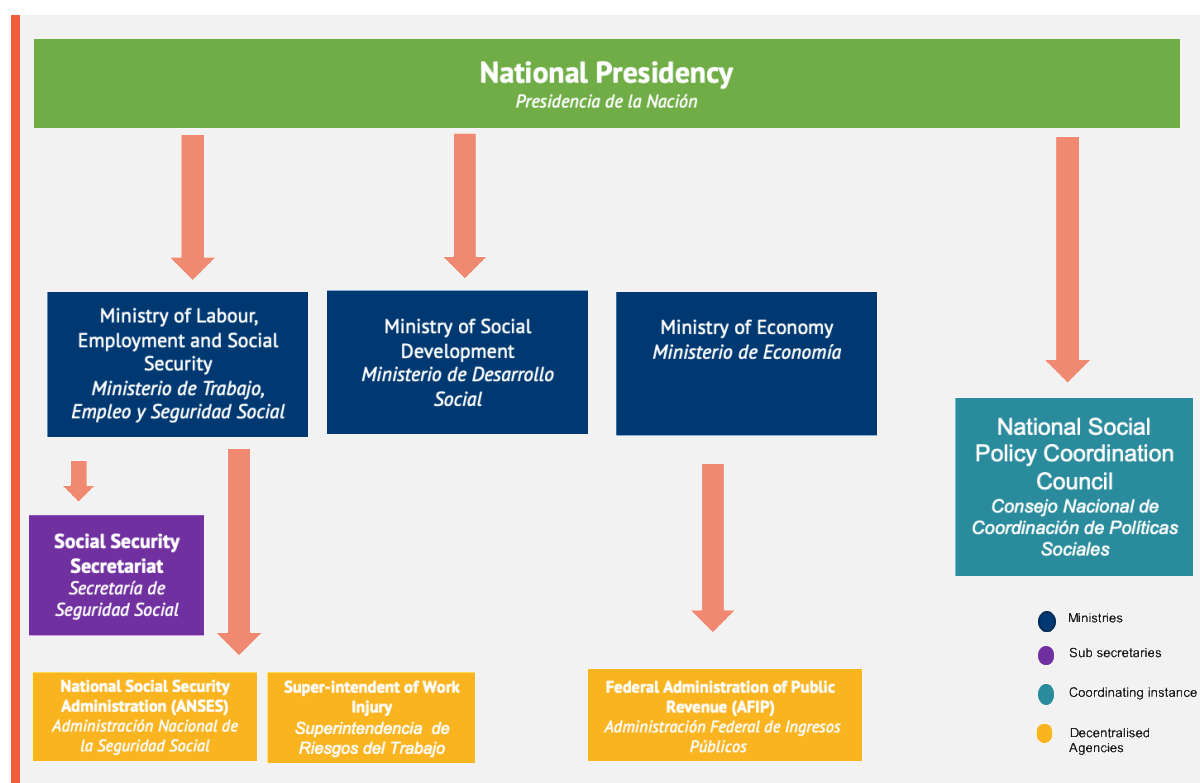 National Presidency
Presidencia de la Nación
Ministry of Labour,
Employment and Social
Security
Ministerio de Trabajo,
Empleo y Seguridad Social
Ministry of Social
Development
Ministerio de Desarrollo
Social
Ministry of Economy
Ministerio de Economía
National Social
Policy Coordination
Council
Consejo Nacional de
Coordinación de Políticas
Sociales
Social Security
Secretariat
Secretaría de
Seguridad Social
National Social Security
Administration (ANSES)
Administración Nacional de
la Seguridad Social
Super-intendent of Work
Injury
Superintendencia de
Riesgos del Trabajo
Federal Administration of Public
Revenue (AFIP)
Administración Federal de Ingresos
Públicos
Ministries
Sub secretaries
Coordinating instance
Decentralised
Agencies